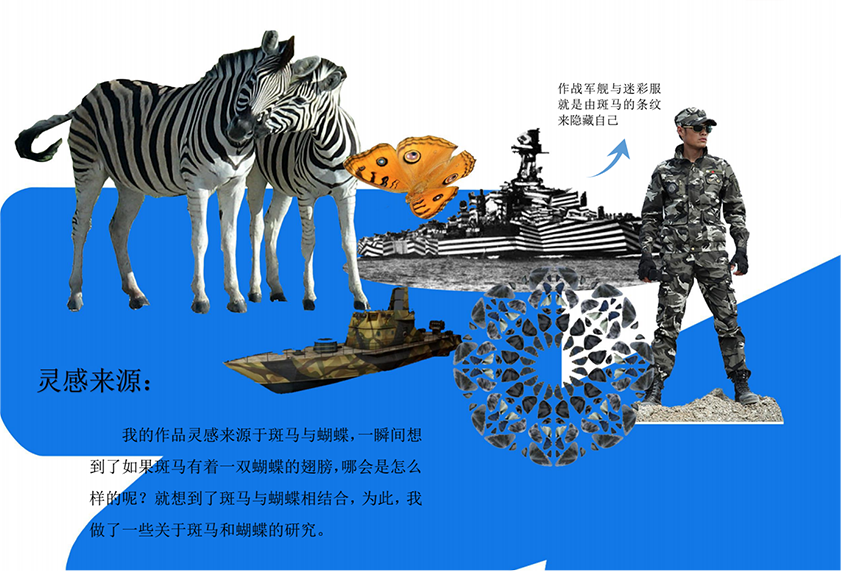 作战军舰与迷彩服
就是由斑马的条纹
来隐藏自己
灵感来源：
我的作品灵感来源于斑马与蝴蝶，一瞬间想
到了如果斑马有着一双蝴蝶的翅膀，哪会是怎么
样的呢？就想到了斑马与蝴蝶相结合，为此，我
做了一些关于斑马和蝴蝶的研究。